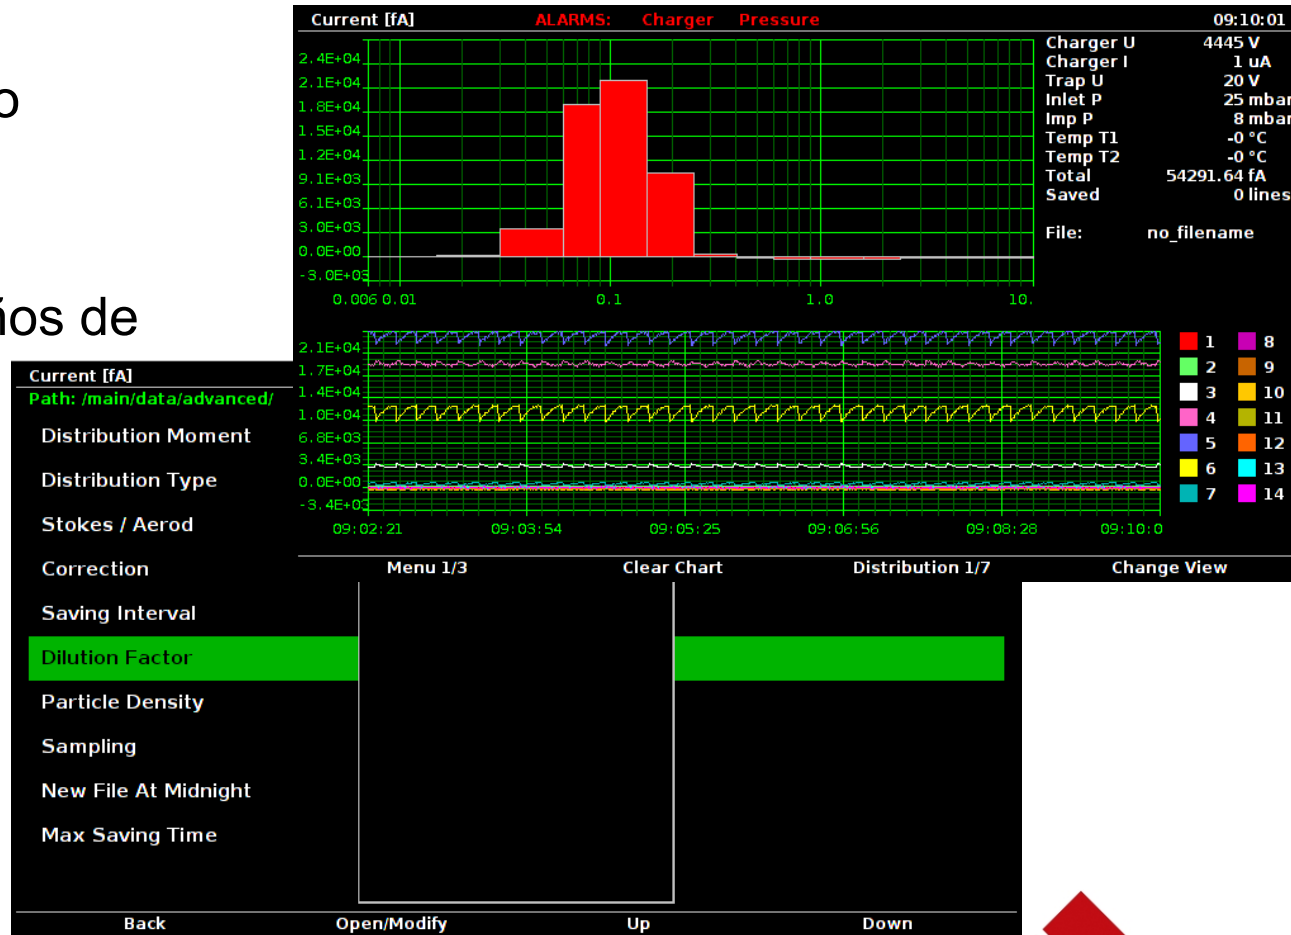 o
ños de
Current [fA] ALARMS: Charger Pressure 09:10:01
2.4E+04
2.1E+04
1.8E+04
1.5E+04
1.2E+04
9.1E+03
6.1E+03
3.0E+03
0.0E+00
-3.0E+03
0.006 0.01 0.1 1.0 10.
Charger U 4445 V
Charger I 1 uA
Trap U 20 V
Inlet P 25 mbar
Imp P 8 mbar
Temp T1 -0 °C
Temp T2 -0 °C
Total 54291.64 fA
Saved 0 lines
File: no_filename
2.1E+04
1.7E+04
1.4E+04
1.0E+04
6.8E+03
3.4E+03
0.0E+00
-3.4E+03
09:02:21 09:03:54 09:05:25 09:06:56 09:08:28 09:10:0
1 8
2 9
3 10
4 11
5 12
6 13
7 14
Menu 1/3 Clear Chart Distribution 1/7 Change View
Current [fA]
Path: /main/data/advanced/
Distribution Moment
Distribution Type
Stokes / Aerod
Correction
Saving Interval
Dilution Factor
Particle Density
Sampling
New File At Midnight
Max Saving Time
Back Open/Modify Up Down